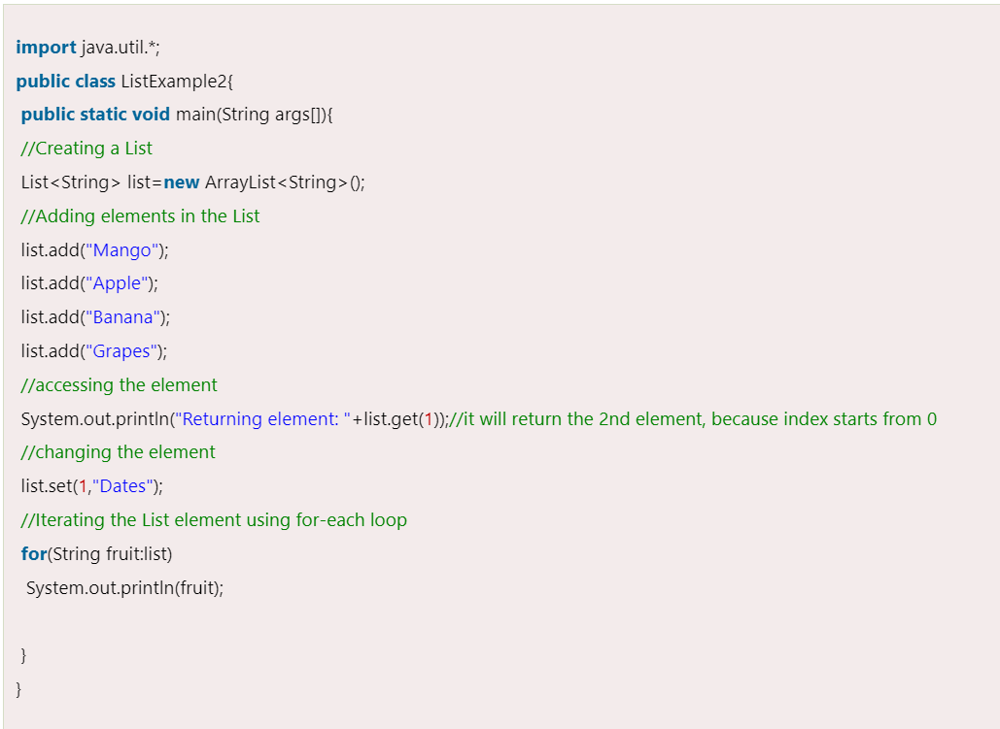 import java.util.*;
public class ListExample2{
public static void main(String args[]){
//Creating a List
List<String> list=new ArrayList<String>();
//Adding elements in the List
list.add("Mango");
list.add("Apple");
list.add("Banana");
list.add("Grapes");
//accessing the element
System.out.println("Returning element: "+list.get(1));//it will return the 2nd element, because index starts from 0
//changing the element
list.set(1,"Dates");
//Iterating the List element using for-each loop
for(String fruit:list)
System.out.println(fruit);
}
}